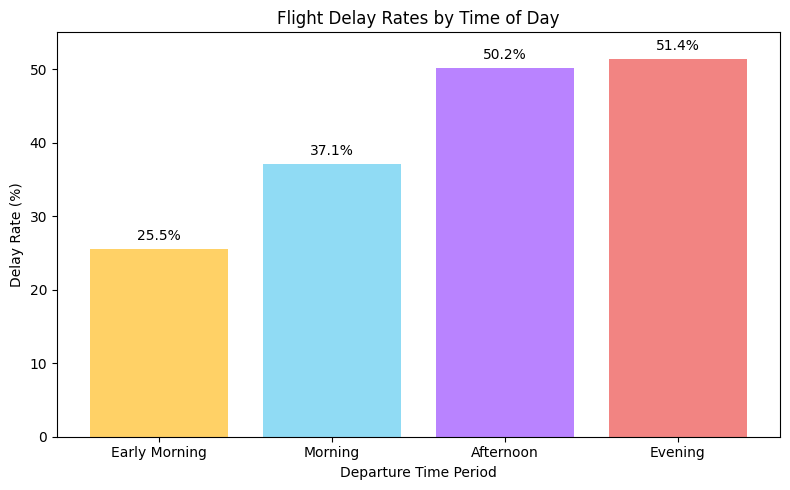 Flight Delay Rates by Time of Day
Delay Rate (%)
50
40
30
20
10
0
25.5%
37.1%
50.2%
51.4%
Early Morning
Morning
Afternoon
Evening
Departure Time Period